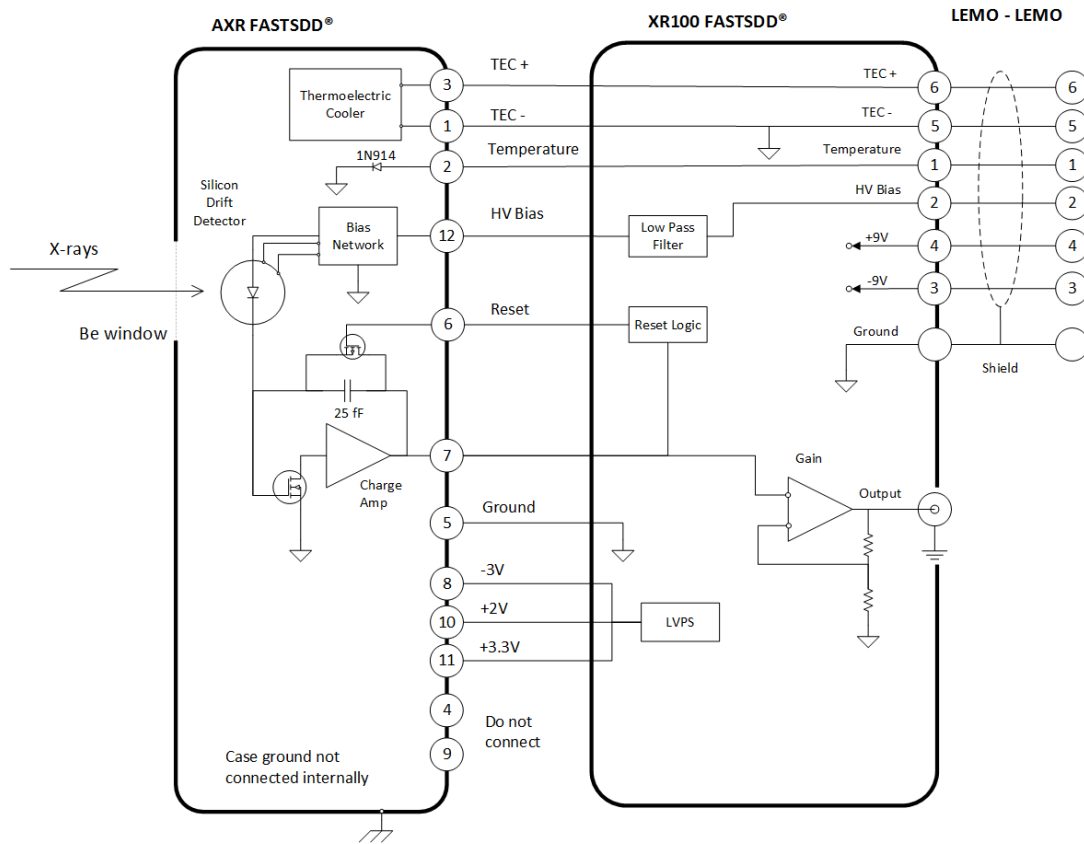 AXR FASTSDD®
XR100 FASTSDD®
LEMO - LEMO
Thermoelectric
Cooler
3
TEC +
TEC +
6
6
1
TEC -
TEC -
5
5
1N914
2
Temperature
Temperature
1
1
Silicon
Drift
Detector
Bias
Network
12
HV Bias
Low Pass
Filter
HV Bias
2
2
X-rays
+9V
4
4
-9V
3
3
Be window
6
Reset
Reset Logic
Ground
Shield
25 fF
Charge
Amp
7
Gain
Output
5
Ground
8
-3V
10
+2V
LVPS
11
+3.3V
4
9
Do not
connect
Case ground not
connected internally